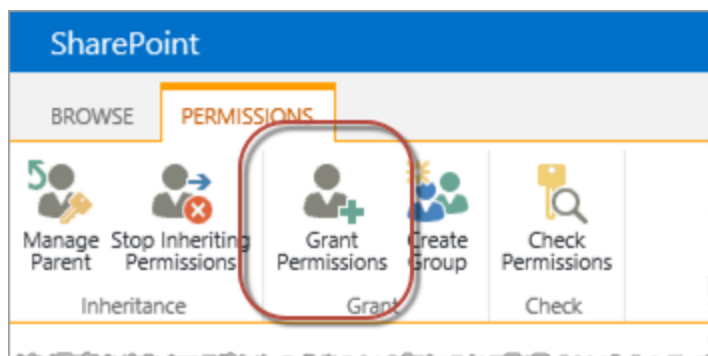 SharePoint
BROWSE PERMISSIONS
Manage Parent
Stop Inheriting Permissions
Grant Permissions
Create Group
Check Permissions
Inheritance Grant Check